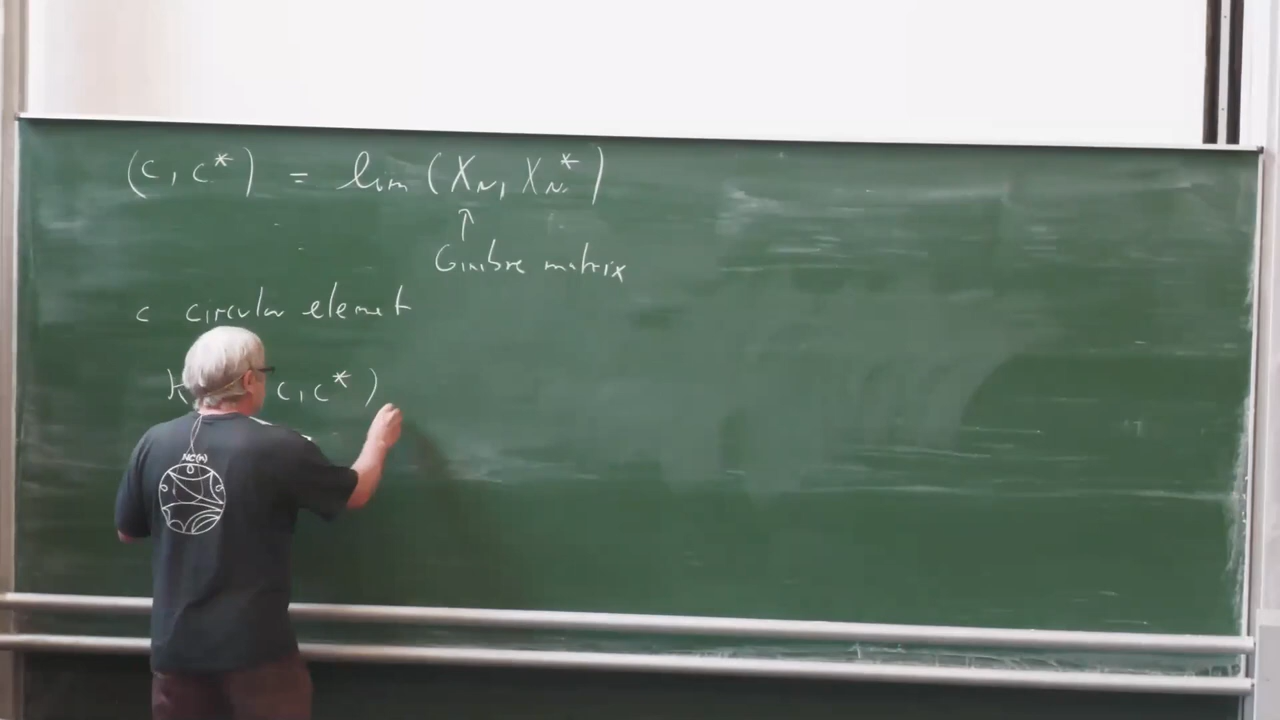 (c, c*) = lim (X_N, X_N*)
↑
Ginibre matrix
c circular element
c, c*)
NC(n)